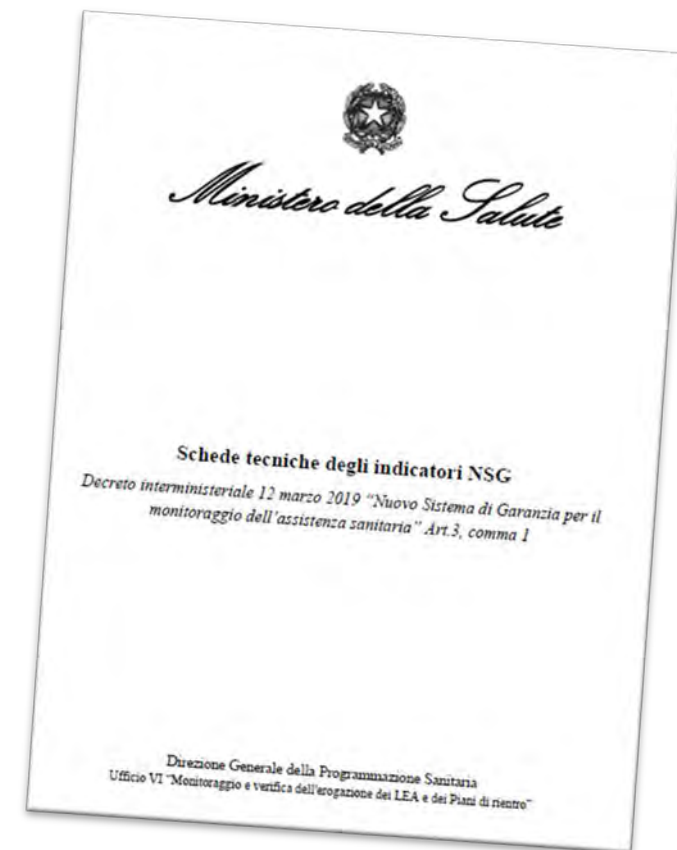 Ministero della Salute
Schede tecniche degli indicatori NSG
Decreto interministeriale 12 marzo 2019 “Nuovo Sistema di Garanzia per il
monitoraggio dell’assistenza sanitaria” Art.3, comma 1
Direzione Generale della Programmazione Sanitaria
Ufficio VI “Monitoraggio e verifica dell’erogazione dei LEA e dei Piani di rientro”